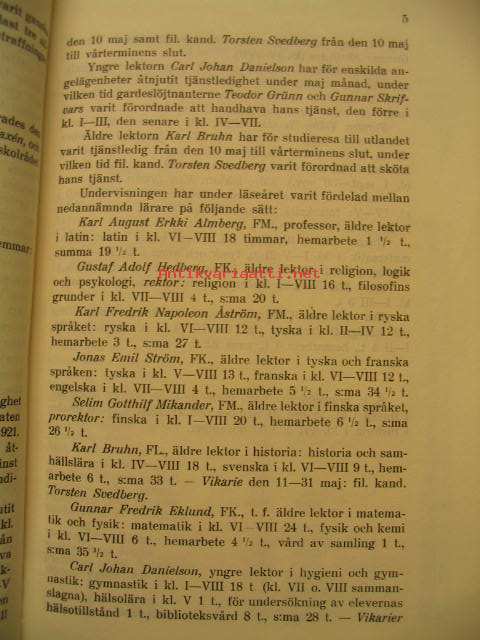 5
den 10 maj samt fil. kand. Torsten Svedberg från den 10 maj
till vårterminens slut.
Yngre lektorn Carl Johan Danielson har för enskilda an-
gelägenheter åtnjutit tjänstledighet under maj månad, under
vilken tid gardeslöjtnanterne Teodor Grünn och Gunnar Skrif-
vars varit förordnade att handhava hans tjänst, den förre i
kl. I—III, den senare i kl. IV—VII.
Äldre lektorn Karl Bruhn har för studieresa till utlandet
varit tjänstledig från den 10 maj till vårterminens slut, under
vilken tid fil. kand. Torsten Svedberg varit förordnad att sköta
hans tjänst.
Undervisningen har under läseåret varit fördelad mellan
nedannämnda lärare på följande sätt:
Karl August Erkki Almberg, FM., professor, äldre lektor
i latin: latin i kl. VI—VIII 18 timmar, hemarbete 1 ½ t.,
summa 19 ½ t.
Gustaf Adolf Hedberg, FK., äldre lektor i religion, logik
och psykologi, rektor: religion i kl. I—VIII 16 t., filosofins
grunder i kl. VII—VIII 4 t., s:ma 20 t.
Antikvariaatti.net
Karl Fredrik Napoleon Åström, FM., äldre lektor i ryska
språket: ryska i kl. VI—VIII 12 t., tyska i kl. II—IV 12 t.,
hemarbete 3 t., s:ma 27 t.
Jonas Emil Ström, FK., äldre lektor i tyska och franska
språken: tyska i kl. V—VIII 13 t., franska i kl. VI—VIII 12 t.,
engelska i kl. VII—VIII 4 t., hemarbete 5 ½ t., s:ma 34 ½ t.
Selim Gotthilf Mikander, FM., äldre lektor i finska språket,
prorektor: finska i kl. I—VIII 20 t., hemarbete 6 ½ t., s:ma
26 ½ t.
Karl Bruhn, FL., äldre lektor i historia: historia och sam-
hällslära i kl. IV—VIII 18 t., svenska i kl. VI—VIII 9 t., hem-
arbete 6 t., s:ma 33 t. — Vikarie den 11—31 maj: fil. kand.
Torsten Svedberg.
Gunnar Fredrik Eklund, FK., t. f. äldre lektor i matema-
tik och fysik: matematik i kl. VI—VIII 24 t., fysik och kemi
i kl. VI—VIII 6 t., hemarbete 4 ½ t., vård av samling 1 t.,
s:ma 35 ½ t.
Carl Johan Danielson, yngre lektor i hygieni och gym-
nastik: gymnastik i kl. I—VIII 18 t (kl. VII o. VIII samman-
slagna), hälsolära i kl. V 1 t., för undersökning av elevernas
hälsotillstånd 1 t., biblioteksvård 8 t., s:ma 28 t. — Vikarier